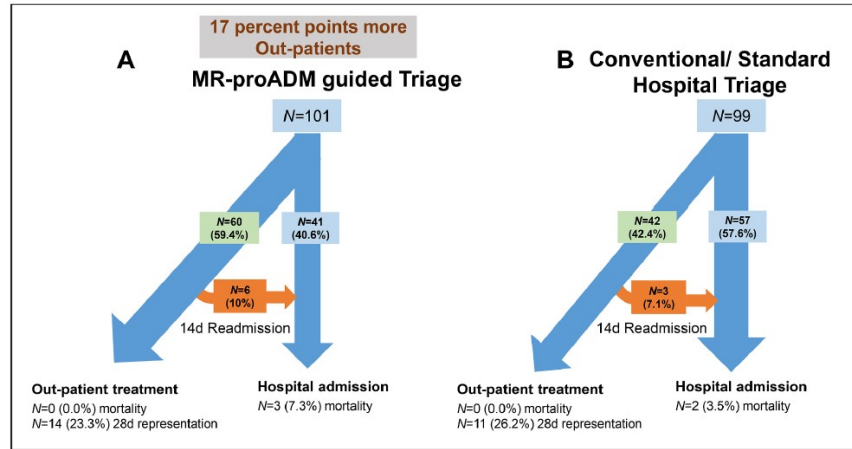 17 percent points more
Out-patients
A
MR-proADM guided Triage
N=101
N=60
(59.4%)
N=41
(40.6%)
N=6
(10%)
14d Readmission
Out-patient treatment
N=0 (0.0%) mortality
N=14 (23.3%) 28d representation
Hospital admission
N=3 (7.3%) mortality
B
Conventional/ Standard
Hospital Triage
N=99
N=42
(42.4%)
N=57
(57.6%)
N=3
(7.1%)
14d Readmission
Out-patient treatment
N=0 (0.0%) mortality
N=11 (26.2%) 28d representation
Hospital admission
N=2 (3.5%) mortality